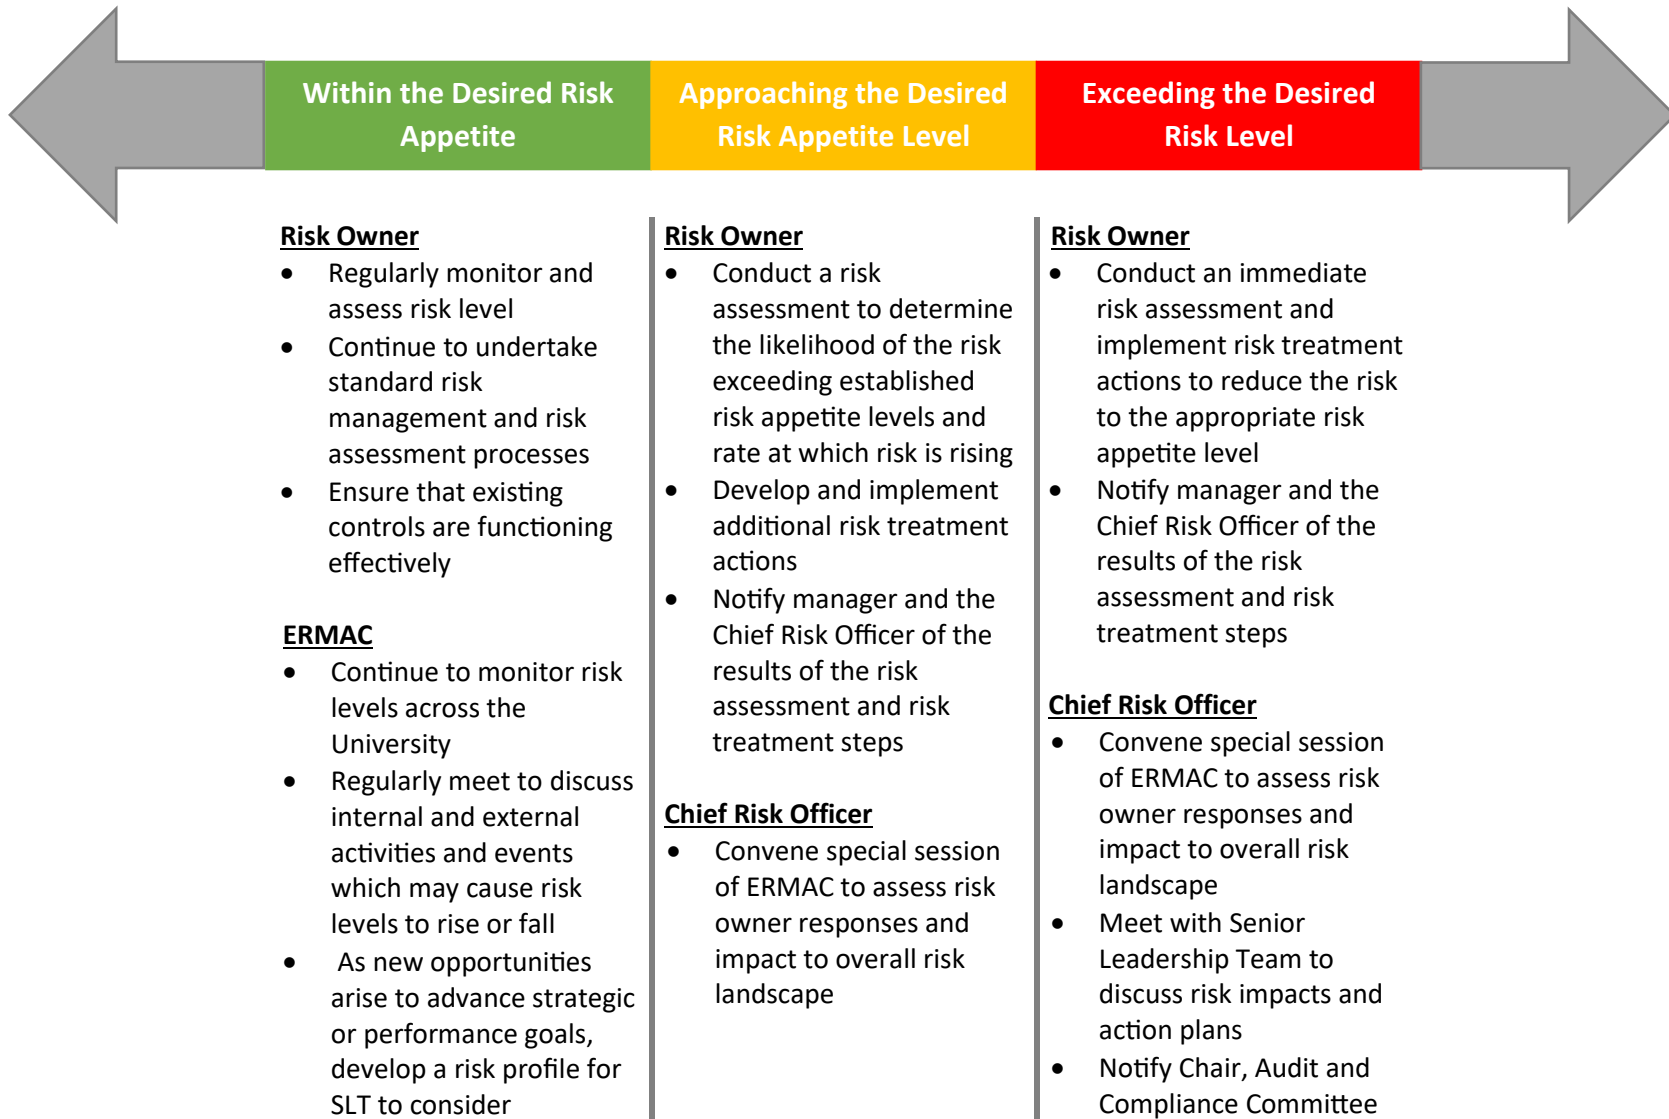 Within the Desired Risk
Appetite
Approaching the Desired
Risk Appetite Level
Exceeding the Desired
Risk Level
Risk Owner
• Regularly monitor and
assess risk level
• Continue to undertake
standard risk
management and risk
assessment processes
• Ensure that existing
controls are functioning
effectively
ERMAC
• Continue to monitor risk
levels across the
University
• Regularly meet to discuss
internal and external
activities and events
which may cause risk
levels to rise or fall
• As new opportunities
arise to advance strategic
or performance goals,
develop a risk profile for
SLT to consider
Risk Owner
• Conduct a risk
assessment to determine
the likelihood of the risk
exceeding established
risk appetite levels and
rate at which risk is rising
• Develop and implement
additional risk treatment
actions
• Notify manager and the
Chief Risk Officer of the
results of the risk
assessment and risk
treatment steps
Chief Risk Officer
• Convene special session
of ERMAC to assess risk
owner responses and
impact to overall risk
landscape
Risk Owner
• Conduct an immediate
risk assessment and
implement risk treatment
actions to reduce the risk
to the appropriate risk
appetite level
• Notify manager and the
Chief Risk Officer of the
results of the risk
assessment and risk
treatment steps
Chief Risk Officer
• Convene special session
of ERMAC to assess risk
owner responses and
impact to overall risk
landscape
• Meet with Senior
Leadership Team to
discuss risk impacts and
action plans
• Notify Chair, Audit and
Compliance Committee